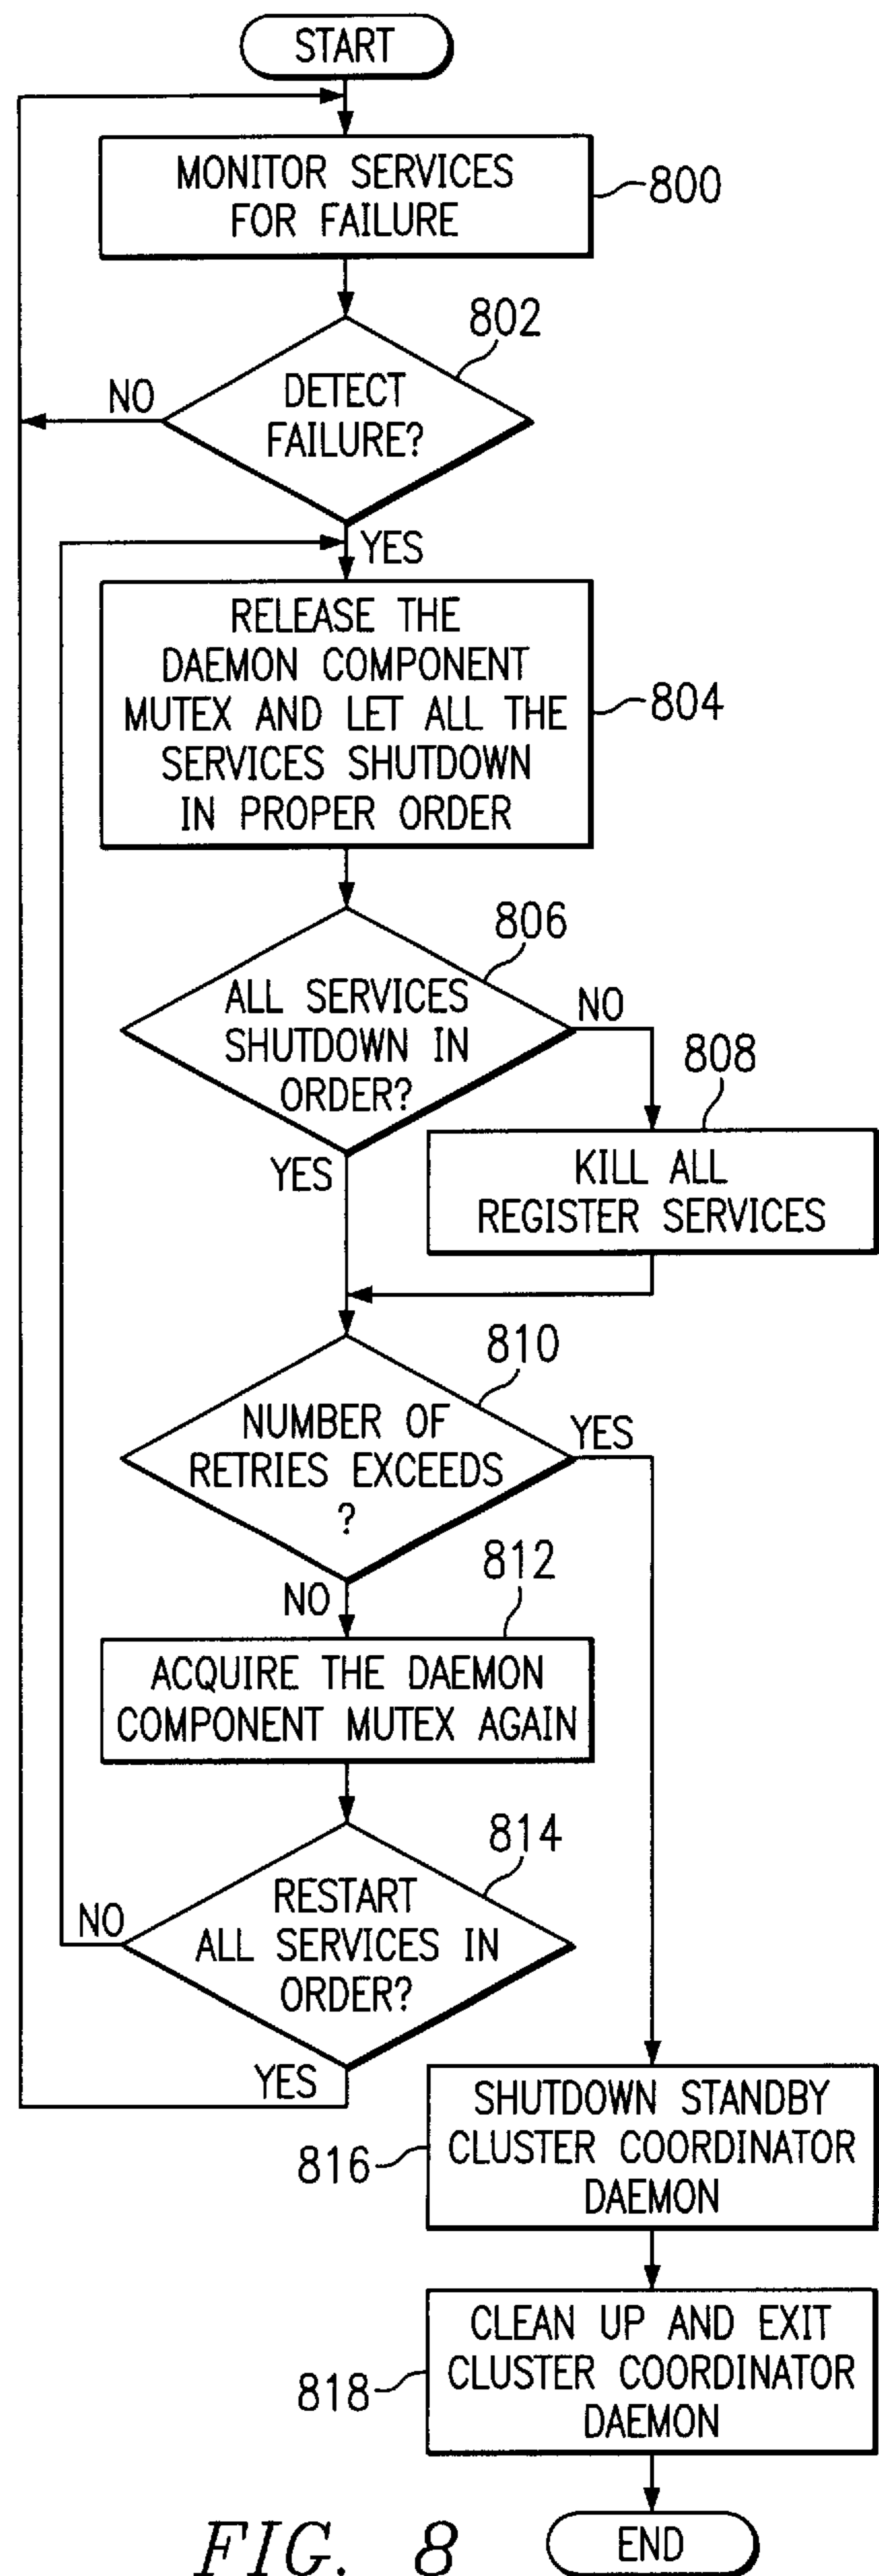 START
MONITOR SERVICES
FOR FAILURE
800
802
DETECT
FAILURE?
NO
YES
RELEASE THE
DAEMON COMPONENT
MUTEX AND LET ALL THE
SERVICES SHUTDOWN
IN PROPER ORDER
804
806
ALL SERVICES
SHUTDOWN IN
ORDER?
NO
YES
808
KILL ALL
REGISTER SERVICES
810
NUMBER OF
RETRIES EXCEEDS
?
YES
NO
812
ACQUIRE THE DAEMON
COMPONENT MUTEX AGAIN
814
RESTART
ALL SERVICES IN
ORDER?
NO
YES
SHUTDOWN STANDBY
CLUSTER COORDINATOR
DAEMON
816
CLEAN UP AND EXIT
CLUSTER COORDINATOR
DAEMON
818
END
FIG. 8